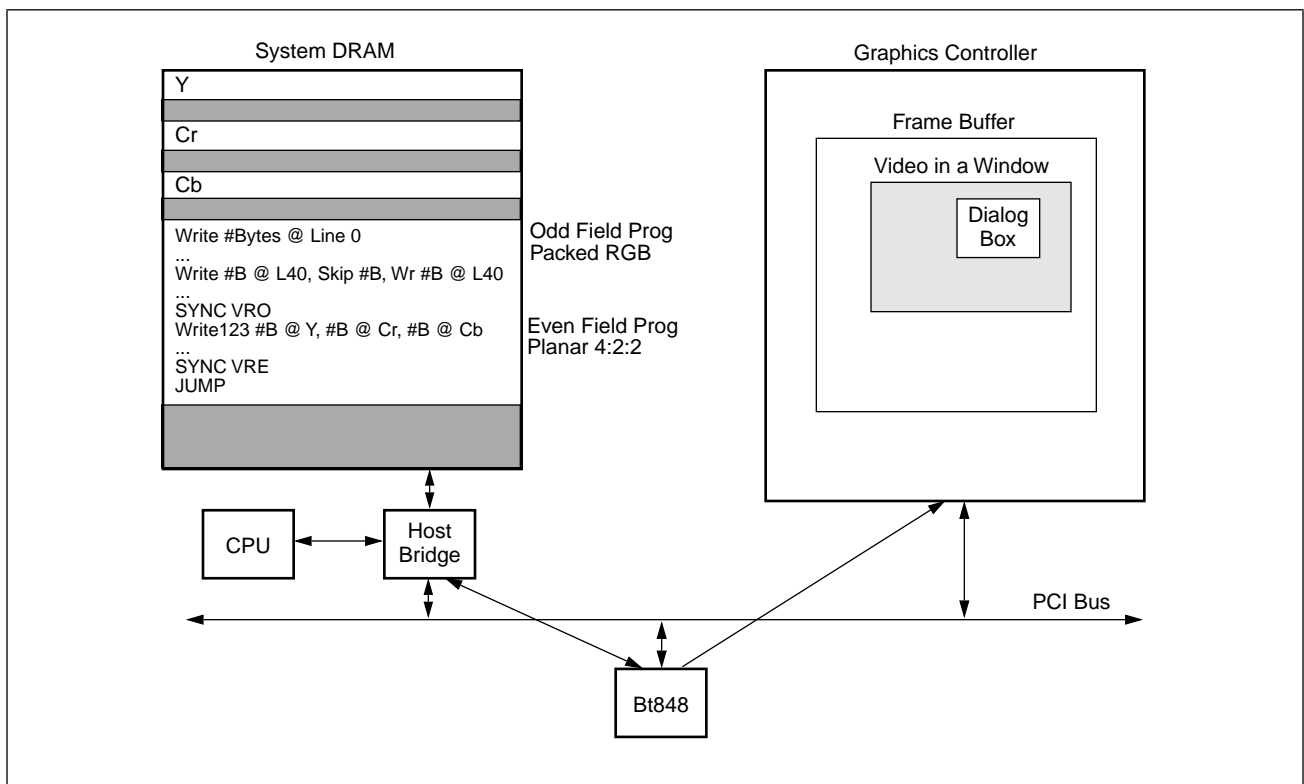 System DRAM
Y
Cr
Cb
Write #Bytes @ Line 0
...
Write #B @ L40, Skip #B, Wr #B @ L40
...
SYNC VRO
Write123 #B @ Y, #B @ Cr, #B @ Cb
...
SYNC VRE
JUMP
Odd Field Prog
Packed RGB
Even Field Prog
Planar 4:2:2
Graphics Controller
Frame Buffer
Video in a Window
Dialog
Box
CPU
Host
Bridge
PCI Bus
Bt848